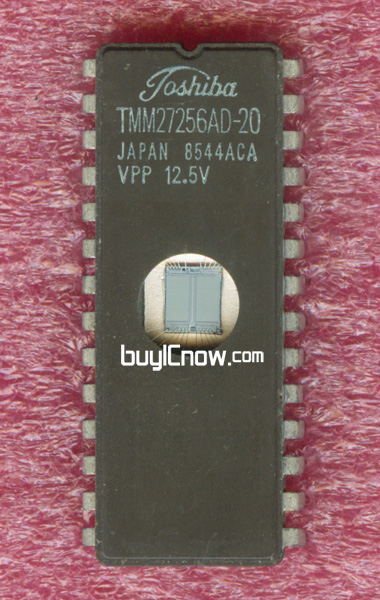 Toshiba
TMM27256AD-20
JAPAN 8544ACA
VPP 12.5V
buyICnow.com